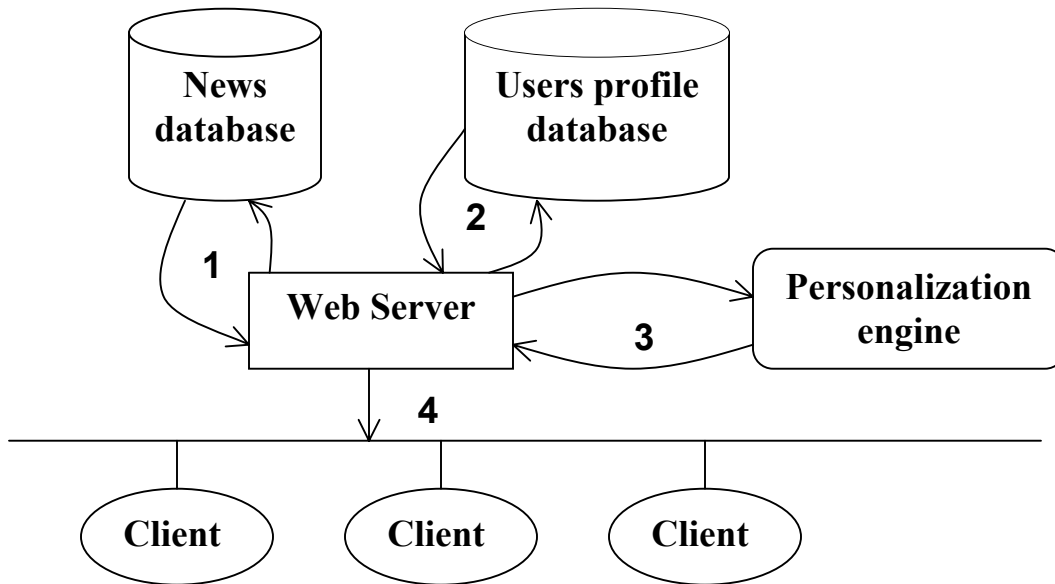 News
database
Users profile
database
1
2
Web Server
Personalization
engine
3
4
Client
Client
Client